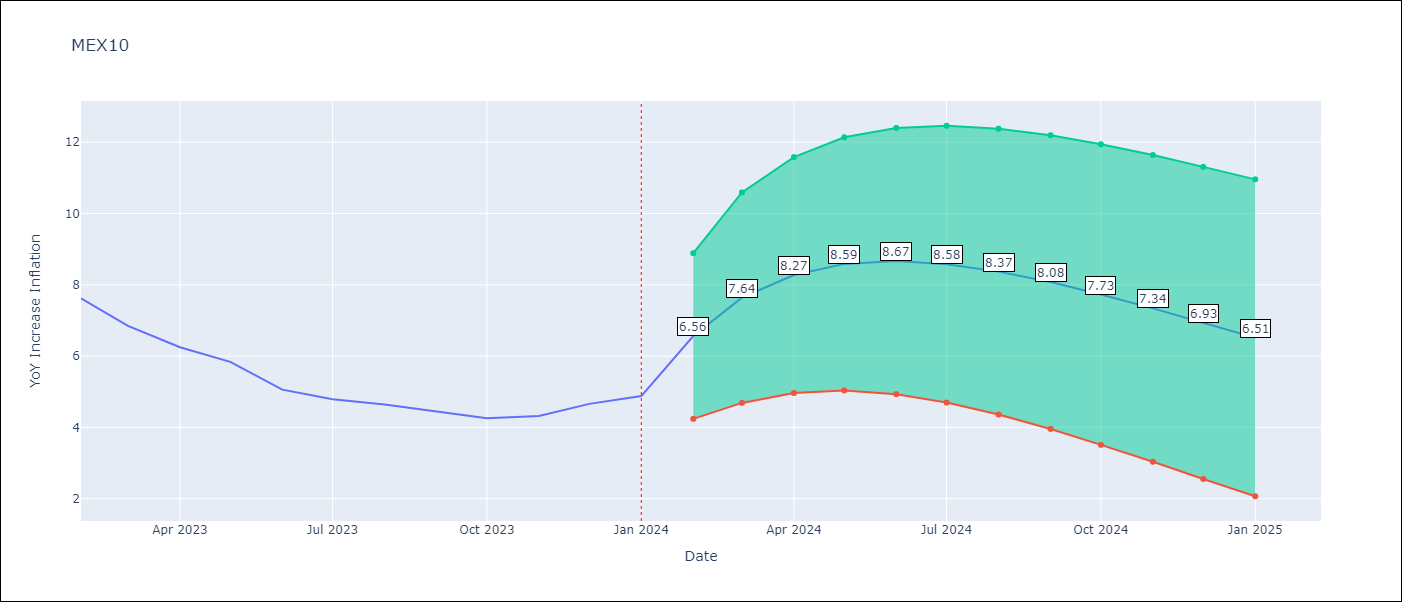 MEX10
YoY Increase Inflation
12
10
8
6
4
2
6.56
7.64
8.27
8.59
8.67
8.58
8.37
8.08
7.73
7.34
6.93
6.51
Apr 2023
Jul 2023
Oct 2023
Jan 2024
Apr 2024
Jul 2024
Oct 2024
Jan 2025
Date